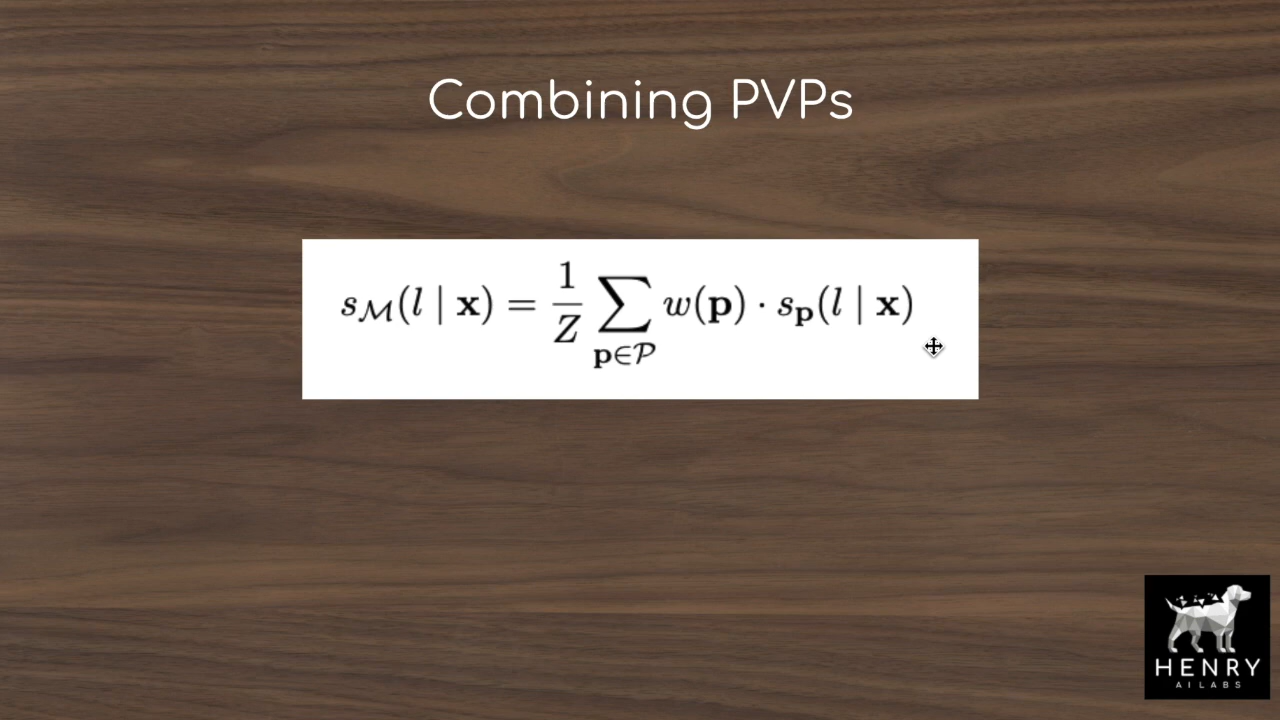 Combining PVPs
s_ℳ(l | 𝐱) = 1/Z ∑_{𝐩∈𝒫} w(𝐩) · s_𝐩(l | 𝐱)
HENRY
AI LABS